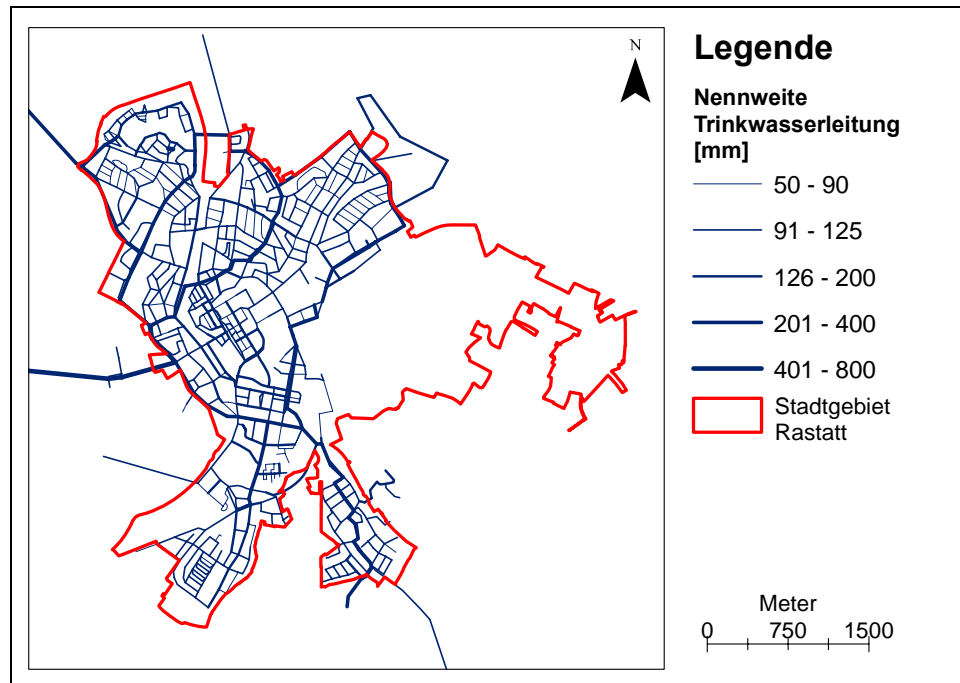 N
Legende
Nennweite
Trinkwasserleitung
[mm]
50 - 90
91 - 125
126 - 200
201 - 400
401 - 800
Stadtgebiet
Rastatt
Meter
0 750 1500